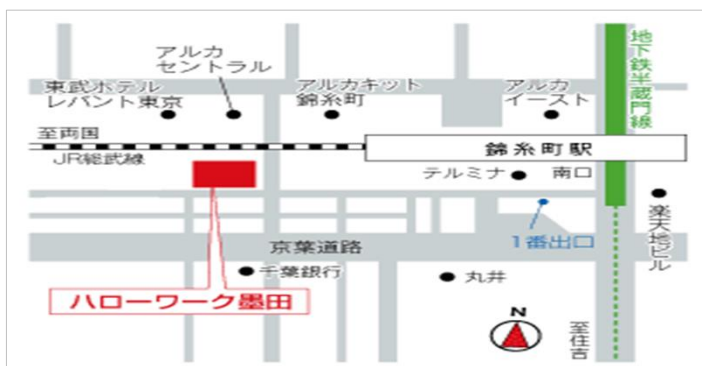 アルカ
セントラル
東武ホテル
レバント東京
アルカキット
錦糸町
アルカ
イースト
地下鉄半蔵門線
至両国
JR総武線
錦糸町駅
テルミナ
南口
楽天地ビル
1番出口
京葉道路
千葉銀行
丸井
ハローワーク墨田
N
至住吉